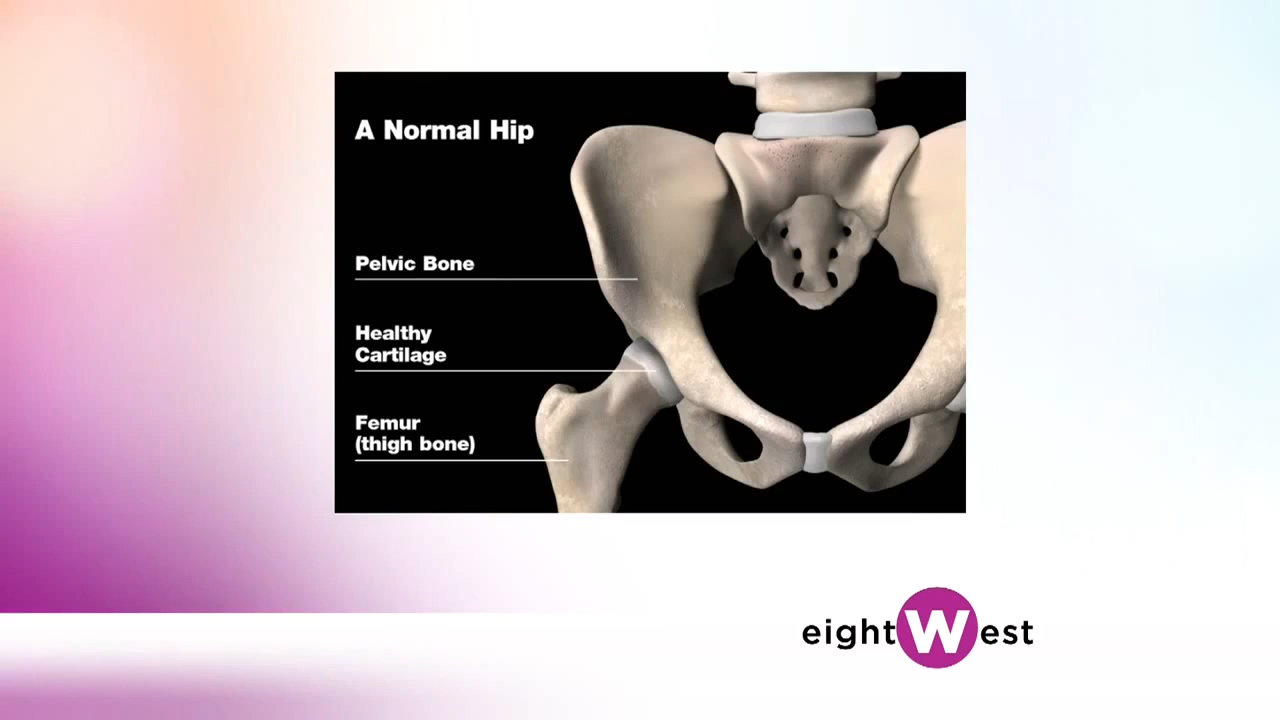 A Normal Hip
Pelvic Bone
Healthy
Cartilage
Femur
(thigh bone)
eightWest